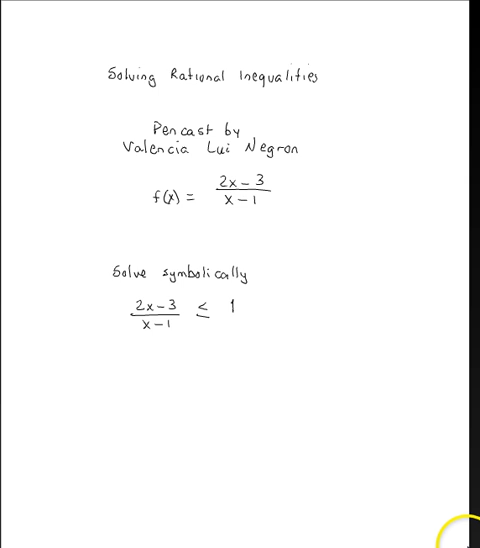 Solving Rational Inequalities
Pencast by
Valencia Lui Negron
f(x) = 2x-3 / x-1
Solve symbolically
2x-3 / x-1 ≤ 1